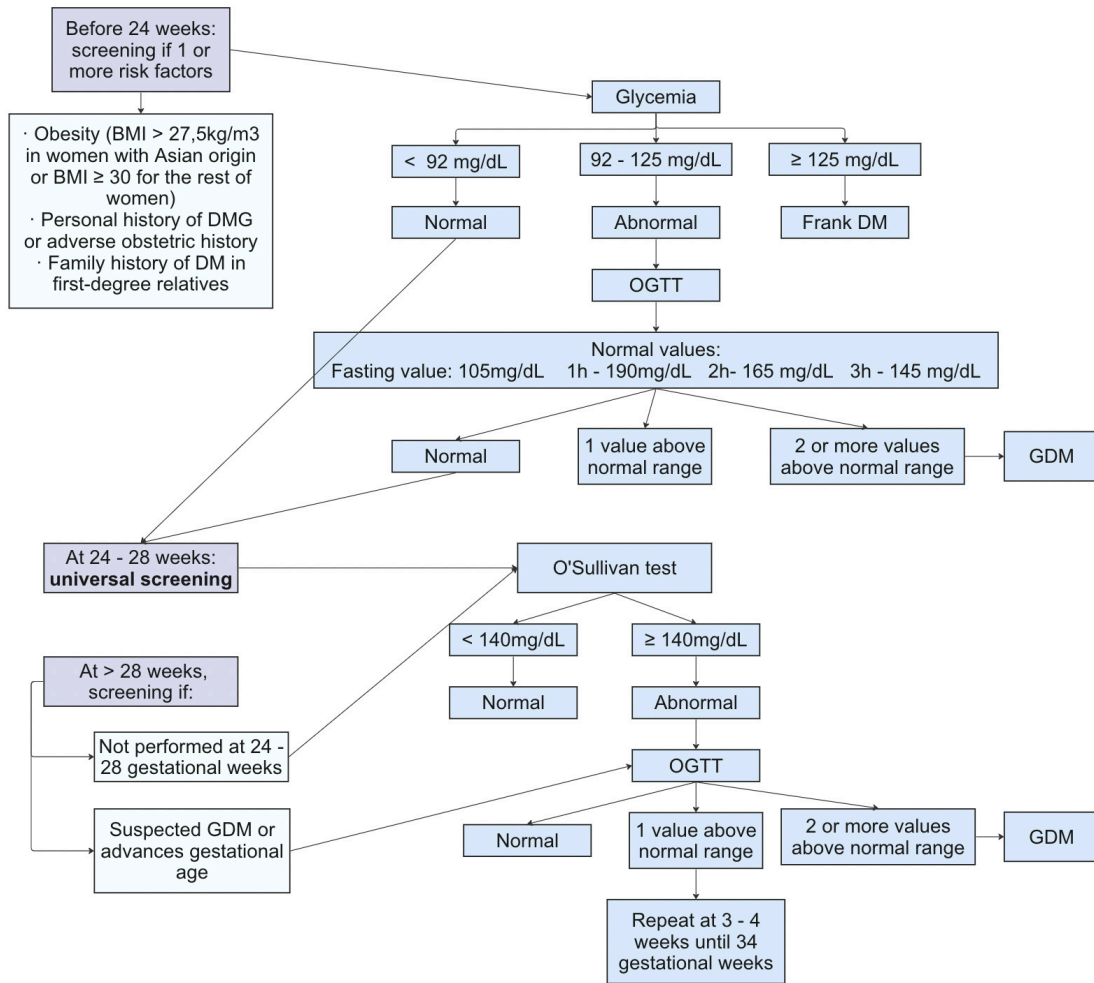 Before 24 weeks:
screening if 1 or
more risk factors
Glycemia
· Obesity (BMI > 27,5kg/m3
in women with Asian origin
or BMI ≥ 30 for the rest of
women)
· Personal history of DMG
or adverse obstetric history
· Family history of DM in
first-degree relatives
< 92 mg/dL
92 - 125 mg/dL
≥ 125 mg/dL
Normal
Abnormal
Frank DM
OGTT
Normal values:
Fasting value: 105mg/dL 1h - 190mg/dL 2h- 165 mg/dL 3h - 145 mg/dL
Normal
1 value above
normal range
2 or more values
above normal range
GDM
At 24 - 28 weeks:
universal screening
O'Sullivan test
< 140mg/dL
≥ 140mg/dL
At > 28 weeks,
screening if:
Normal
Abnormal
Not performed at 24 -
28 gestational weeks
OGTT
Suspected GDM or
advances gestational
age
Normal
1 value above
normal range
2 or more values
above normal range
GDM
Repeat at 3 - 4
weeks until 34
gestational weeks